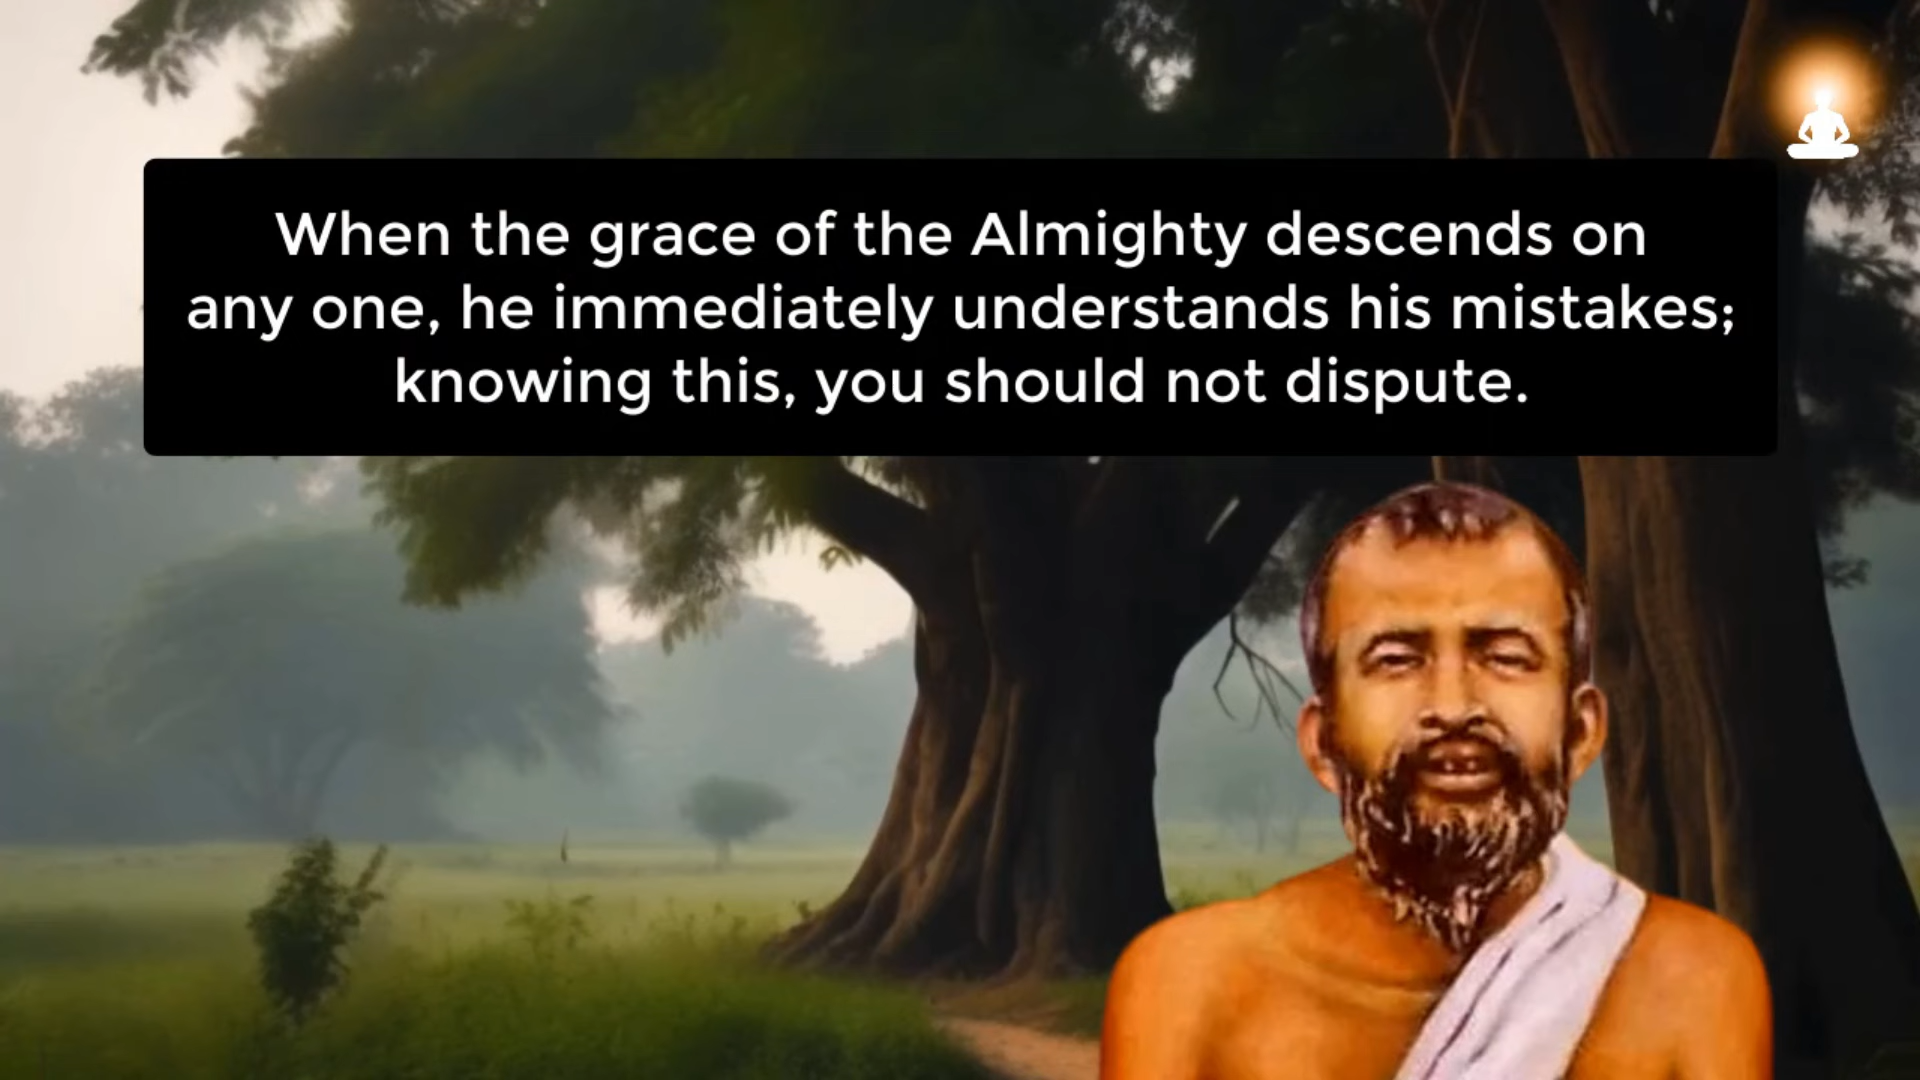 When the grace of the Almighty descends on
any one, he immediately understands his mistakes;
knowing this, you should not dispute.